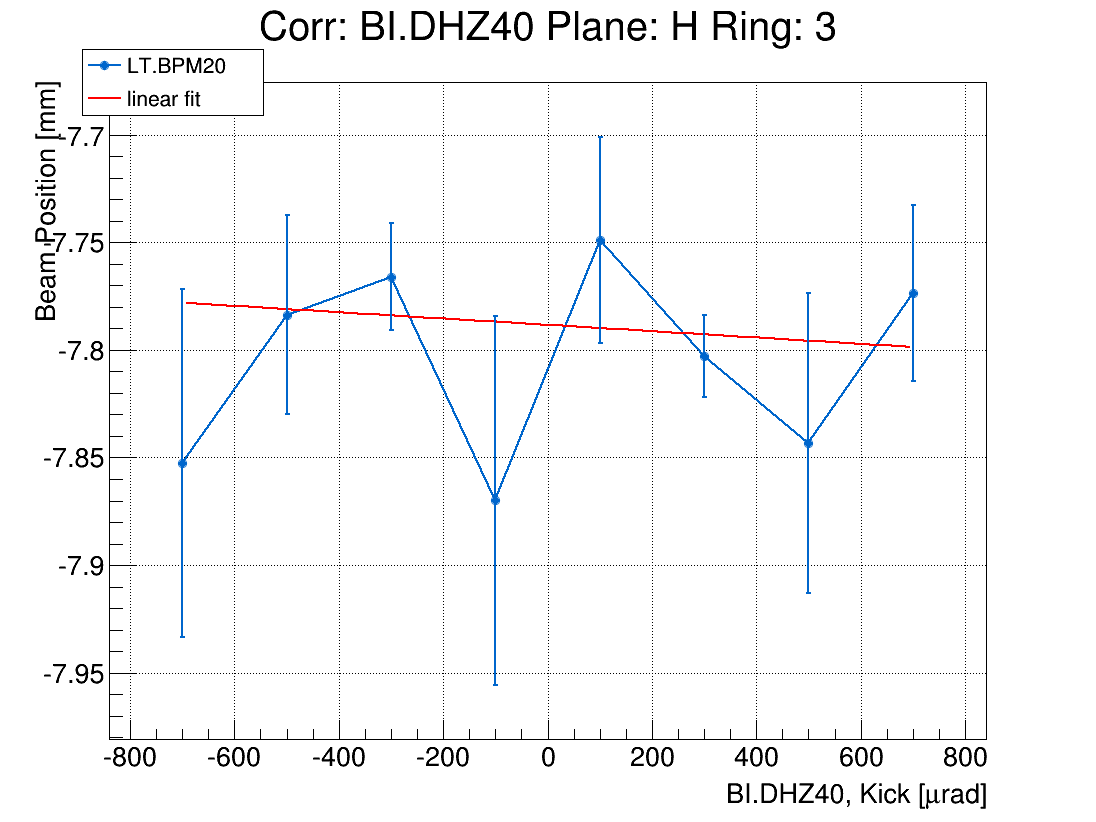 Corr: BI.DHZ40 Plane: H Ring: 3
LT.BPM20
linear fit
Beam Position [mm]
-7.7
-7.75
-7.8
-7.85
-7.9
-7.95
-800 -600 -400 -200 0 200 400 600 800
BI.DHZ40, Kick [μrad]